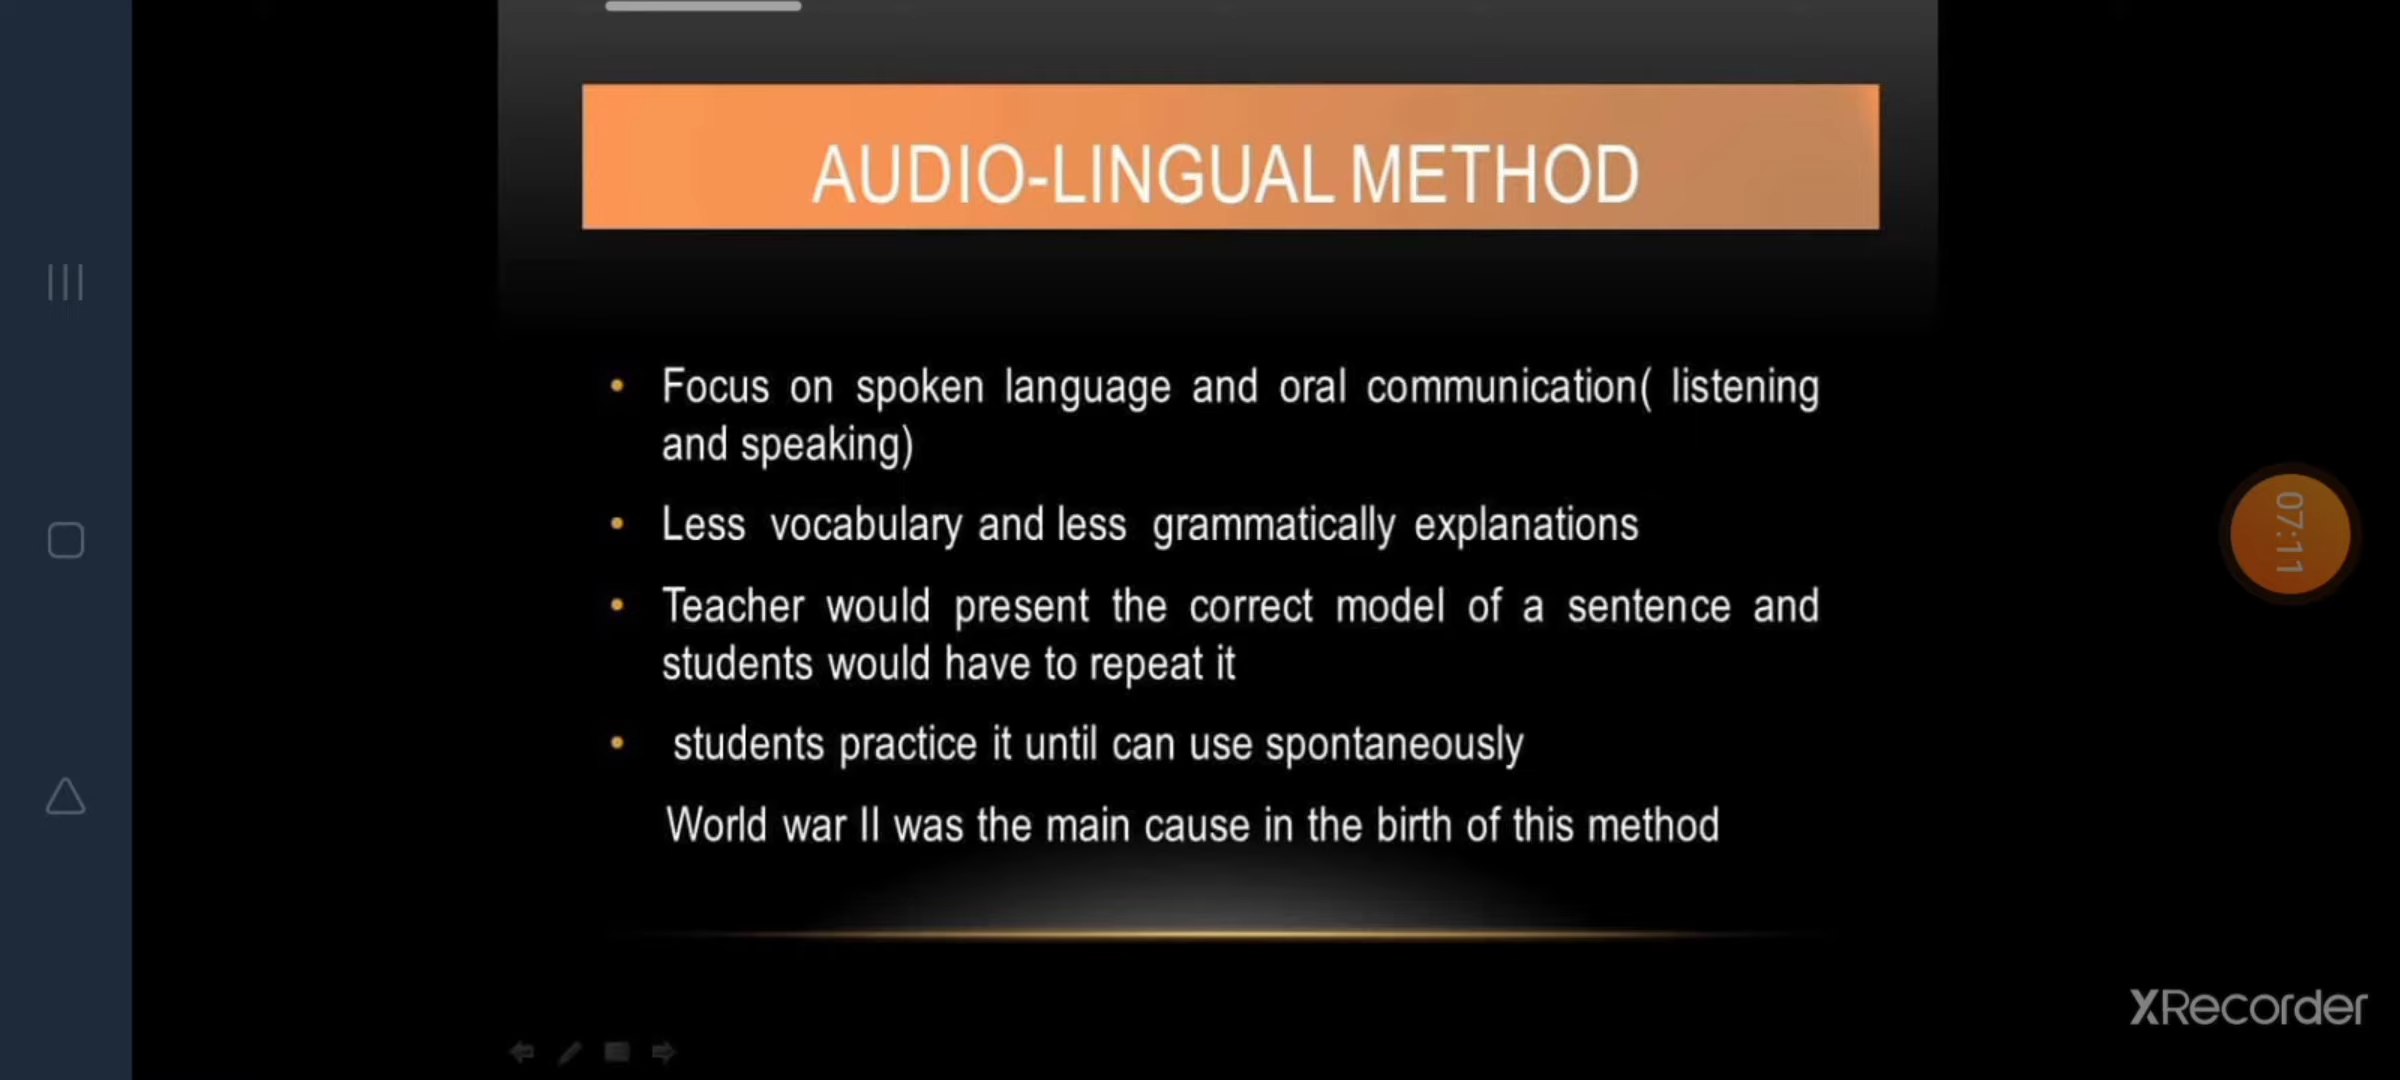 AUDIO-LINGUAL METHOD
• Focus on spoken language and oral communication( listening
and speaking)
• Less vocabulary and less grammatically explanations
• Teacher would present the correct model of a sentence and
students would have to repeat it
• students practice it until can use spontaneously
World war II was the main cause in the birth of this method
07:11
XRecorder